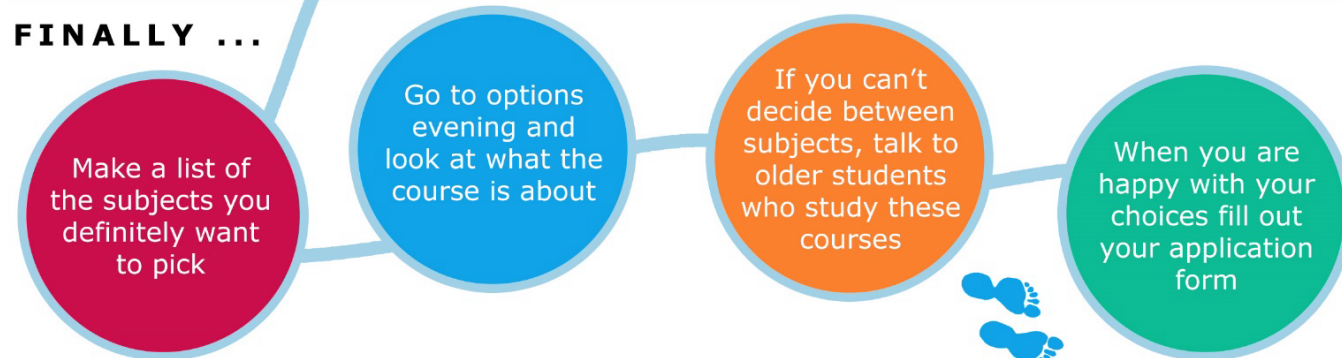 FINALLY ...
Make a list of
the subjects you
definitely want
to pick
Go to options
evening and
look at what the
course is about
If you can't
decide between
subjects, talk to
older students
who study these
courses
When you are
happy with your
choices fill out
your application
form